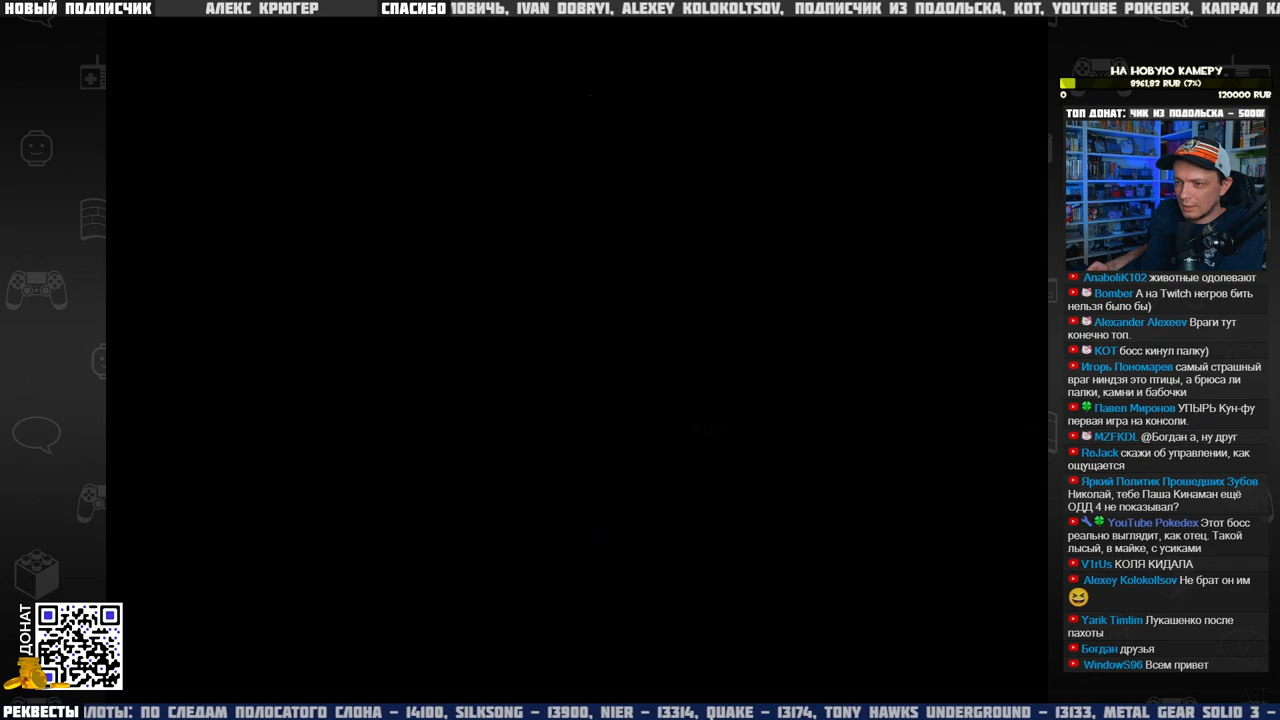 НОВЫЙ ПОДПИСЧИК
АЛЕКС КРЮГЕР
СПАСИБО
ЮВИЧЬ, IVAN DOBRYI, ALEXEY KOLOKOLTSOV, ПОДПИСЧИК ИЗ ПОДОЛЬСКА, КОТ, YOUTUBE POKEDEX, КАПРАЛ
НА НОВУЮ КАМЕРУ
8961,83 RUB (7%)
0
120000 RUB
ТОП ДОНАТ: ЧИК ИЗ ПОДОЛЬСКА - 5000
AnaboliK102 животные одолевают
Bomber А на Twitch негров бить
нельзя было бы)
Alexander Alexeev Враги тут
конечно топ.
КОТ босс кинул палку)
Игорь Пономарев самый страшный
враг ниндзя это птицы, а брюса ли
палки, камни и бабочки
Павел Миронов УПЫРЬ Кун-фу
первая игра на консоли.
MZFKDL @Богдан а, ну друг
ReJack скажи об управлении, как
ощущается
Яркий Политик Прошедших Зубов
Николай, тебе Паша Кинаман ещё
ОДД 4 не показывал?
YouTube Pokedex Этот босс
реально выглядит, как отец. Такой
лысый, в майке, с усиками
V1rUs КОЛЯ КИДАЛА
Alexey Kolokoltsov Не брат он им
Yarik Timlim Лукашенко после
пахоты
Богдан друзья
WindowS96 Всем привет
ДОНАТ
РЕКВЕСТЫ
ЛОТЫ: ПО СЛЕДАМ ПОЛОСАТОГО СЛОНА - 14100, SILKSONG - 13900, NIER - 13314, QUAKE - 13174, TONY HAWKS UNDERGROUND - 13133, METAL GEAR SOLID 3 -